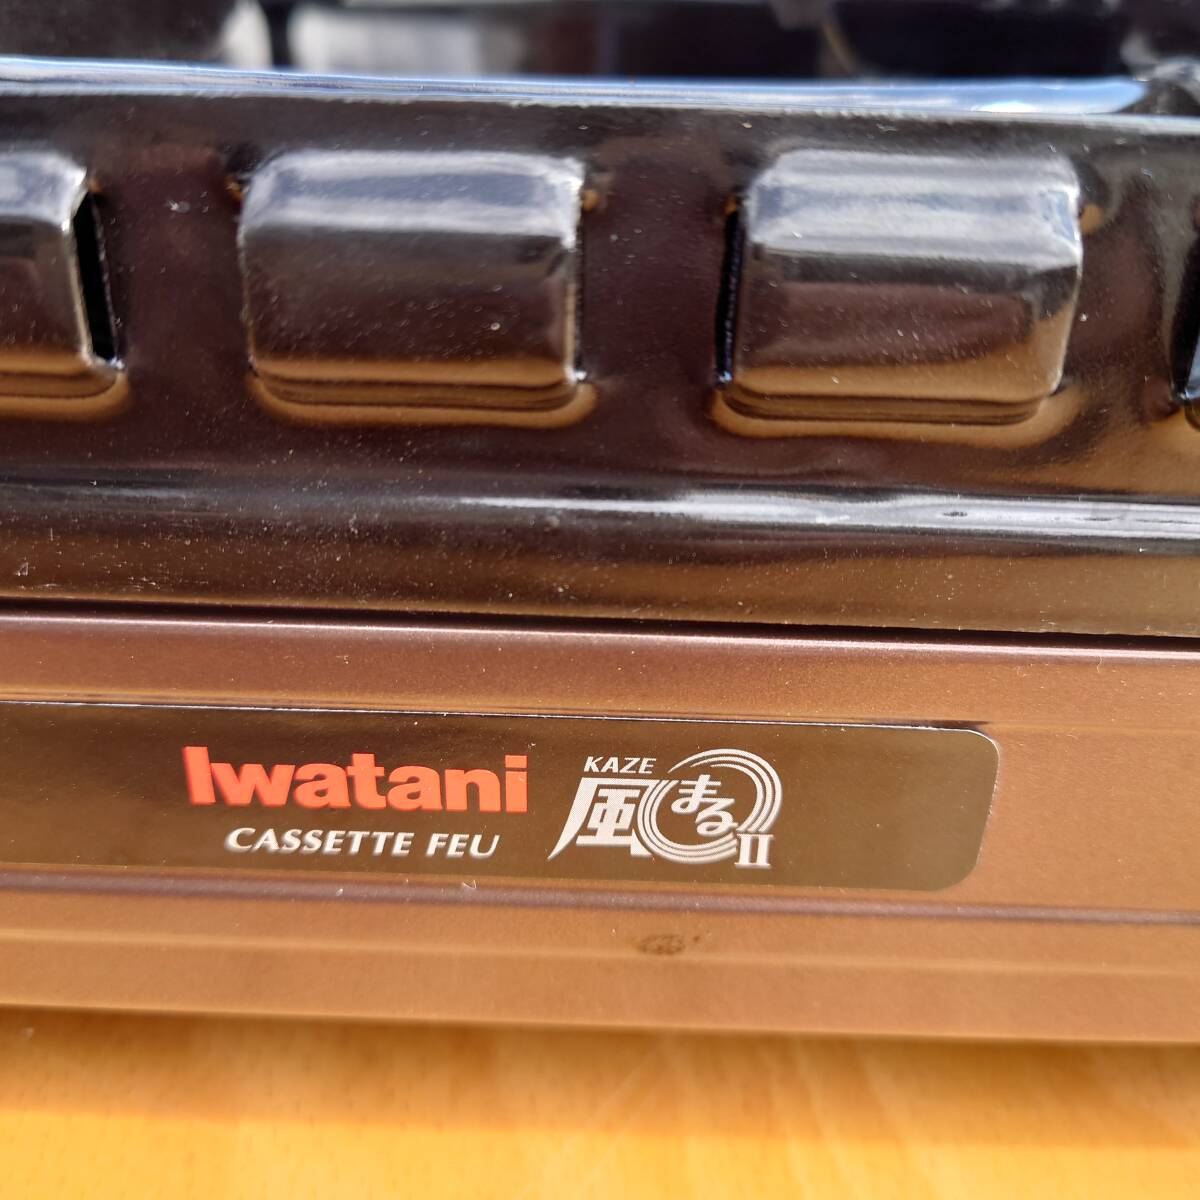 Iwatani
CASSETTE FEU
KAZE
風まるII